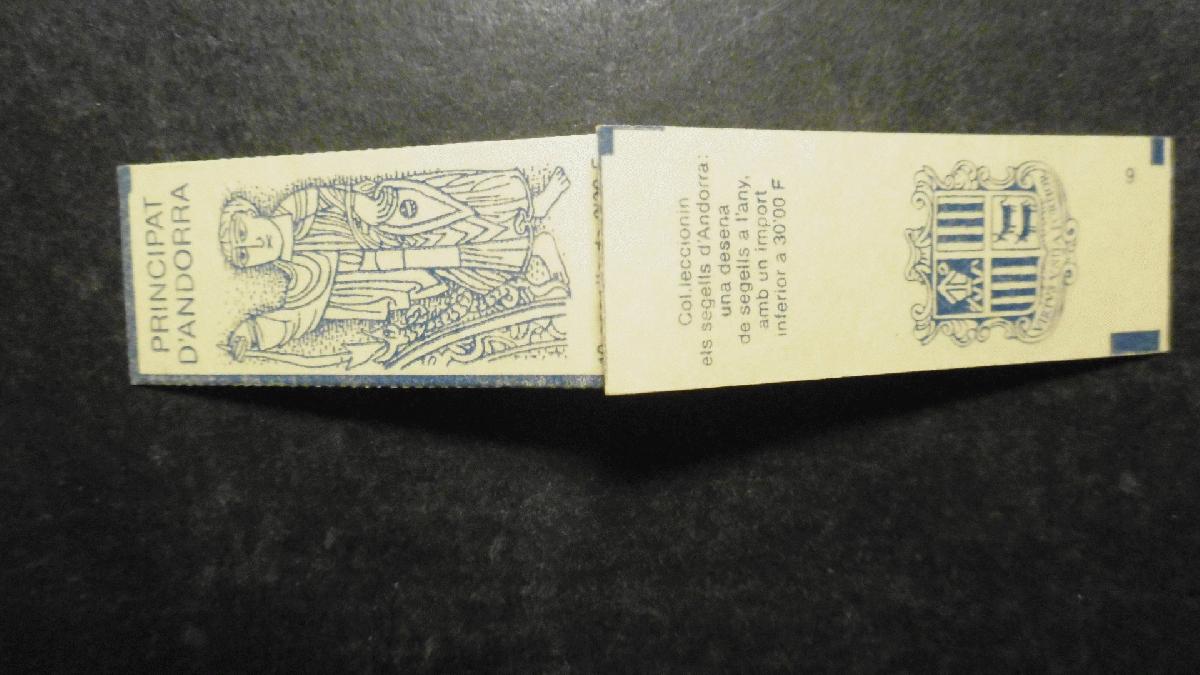 PRINCIPAT
D'ANDORRA
Col.leccionin
els segells d'Andorra:
una desena
de segells a l'any,
amb un import
inferior a 30'00 F
9